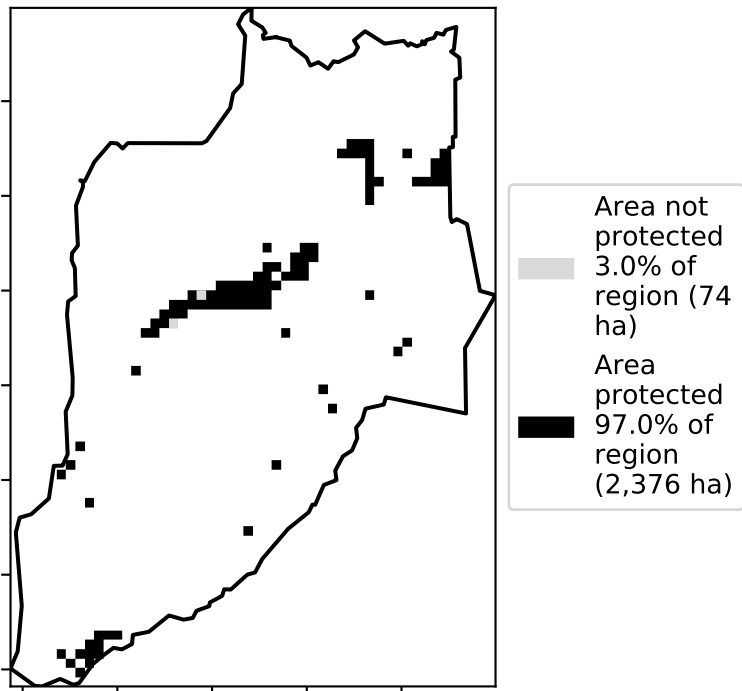 Area not
protected
3.0% of
region (74
ha)
Area
protected
97.0% of
region
(2,376 ha)